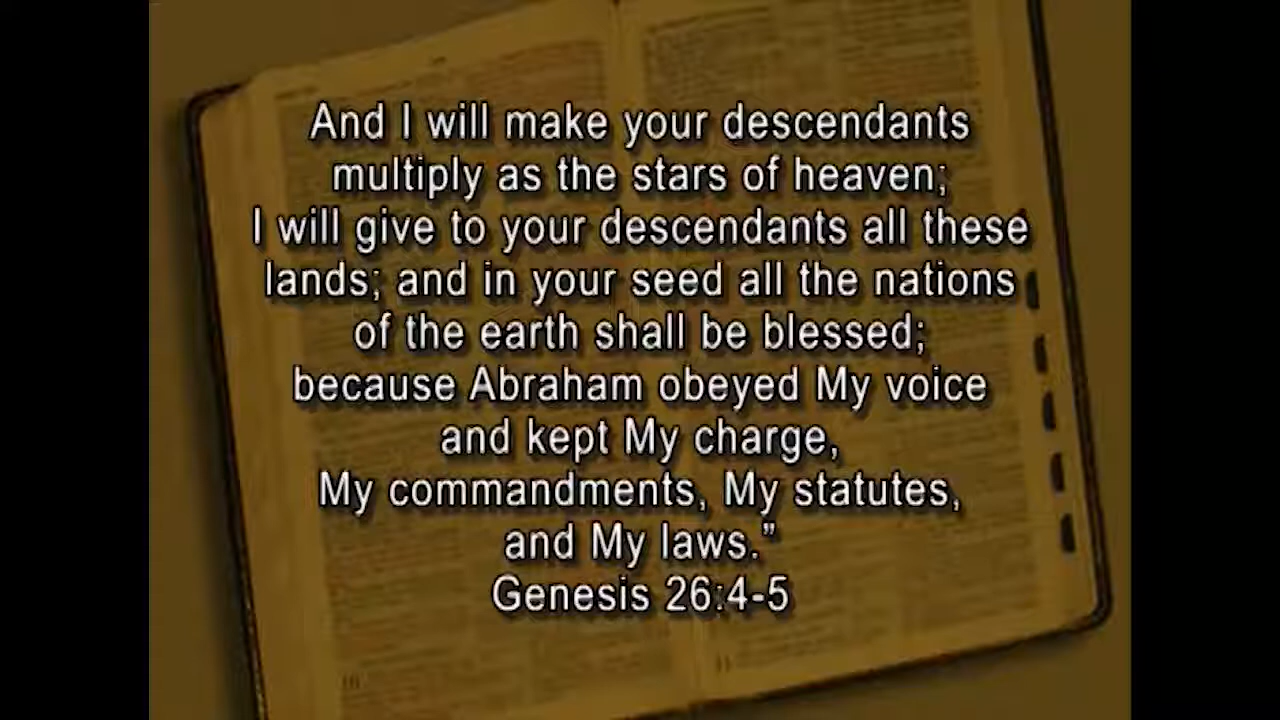 And I will make your descendants
multiply as the stars of heaven;
I will give to your descendants all these
lands; and in your seed all the nations
of the earth shall be blessed;
because Abraham obeyed My voice
and kept My charge,
My commandments, My statutes,
and My laws.”
Genesis 26:4-5